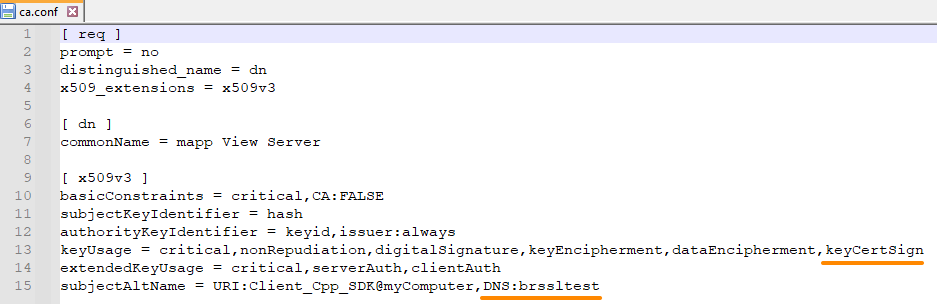 ca.conf
1 [ req ]
2 prompt = no
3 distinguished_name = dn
4 x509_extensions = x509v3
5
6 [ dn ]
7 commonName = mapp View Server
8
9 [ x509v3 ]
10 basicConstraints = critical,CA:FALSE
11 subjectKeyIdentifier = hash
12 authorityKeyIdentifier = keyid,issuer:always
13 keyUsage = critical,nonRepudiation,digitalSignature,keyEncipherment,dataEncipherment,keyCertSign
14 extendedKeyUsage = critical,serverAuth,clientAuth
15 subjectAltName = URI:Client_Cpp_SDK@myComputer,DNS:brssltest